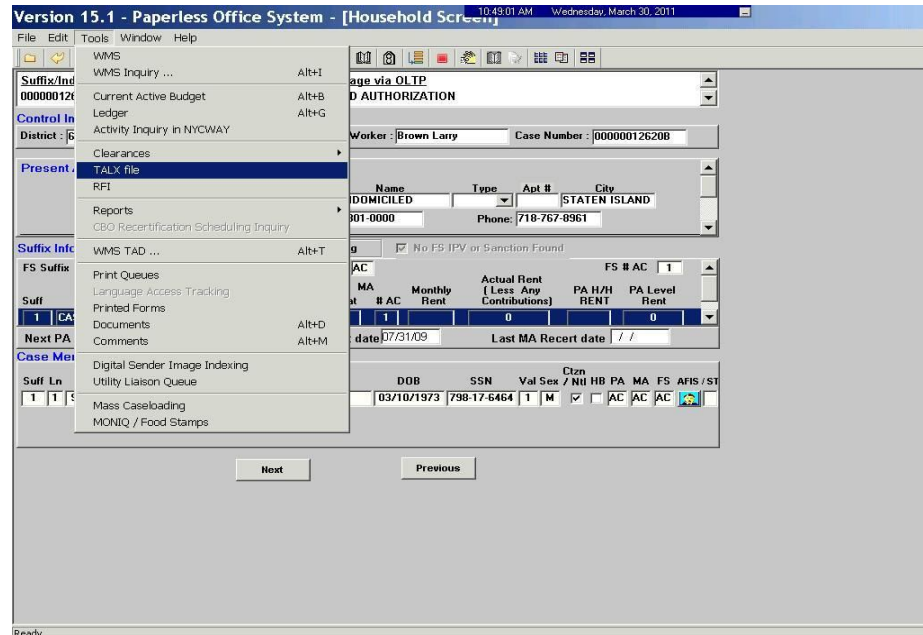 Version 15.1 - Paperless Office System - [Household Screen]
10:49:01 AM Wednesday, March 30, 2011
File Edit Tools Window Help
WMS
WMS Inquiry ... Alt+I
Current Active Budget Alt+B
Ledger Alt+G
Activity Inquiry in NYCWAY
Clearances
TALX file
RFI
Reports
CBO Recertification Scheduling Inquiry
WMS TAD ... Alt+T
Print Queues
Language Access Tracking
Printed Forms
Documents Alt+D
Comments Alt+M
Digital Sender Image Indexing
Utility Liaison Queue
Mass Caseloading
MONIQ / Food Stamps
Suffix/Ind age via OLTP
000000126 D AUTHORIZATION
Control In
District : 6 Worker : Brown Larry Case Number : 00000012620B
Present
Name Type Apt # City
NDOMICILED STATEN ISLAND
301-0000 Phone: 718-767-8961
Suffix Info g No FS IPV or Sanction Found
FS Suffix AC FS # AC 1
Suff MA # AC Monthly Rent Actual Rent ( Less Any Contributions) PA H/H RENT PA Level Rent
1 CA 1 0 0
Next PA date 07/31/09 Last MA Recert date / /
Case Mem
Suff Ln DOB SSN Val Sex Ctzn / Ntl HB PA MA FS AFIS / ST
1 1 S 03/10/1973 798-17-6464 1 M AC AC AC
Next Previous
Ready